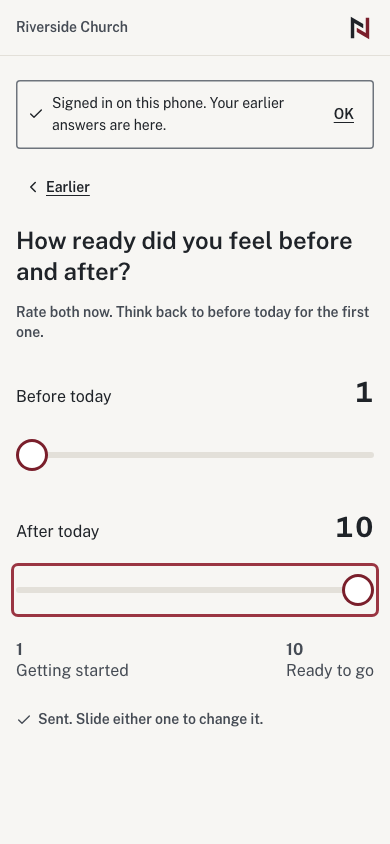 Riverside Church
Signed in on this phone. Your earlier
answers are here.
OK
Earlier
How ready did you feel before
and after?
Rate both now. Think back to before today for the first
one.
Before today
1
After today
10
1
10
Getting started
Ready to go
Sent. Slide either one to change it.